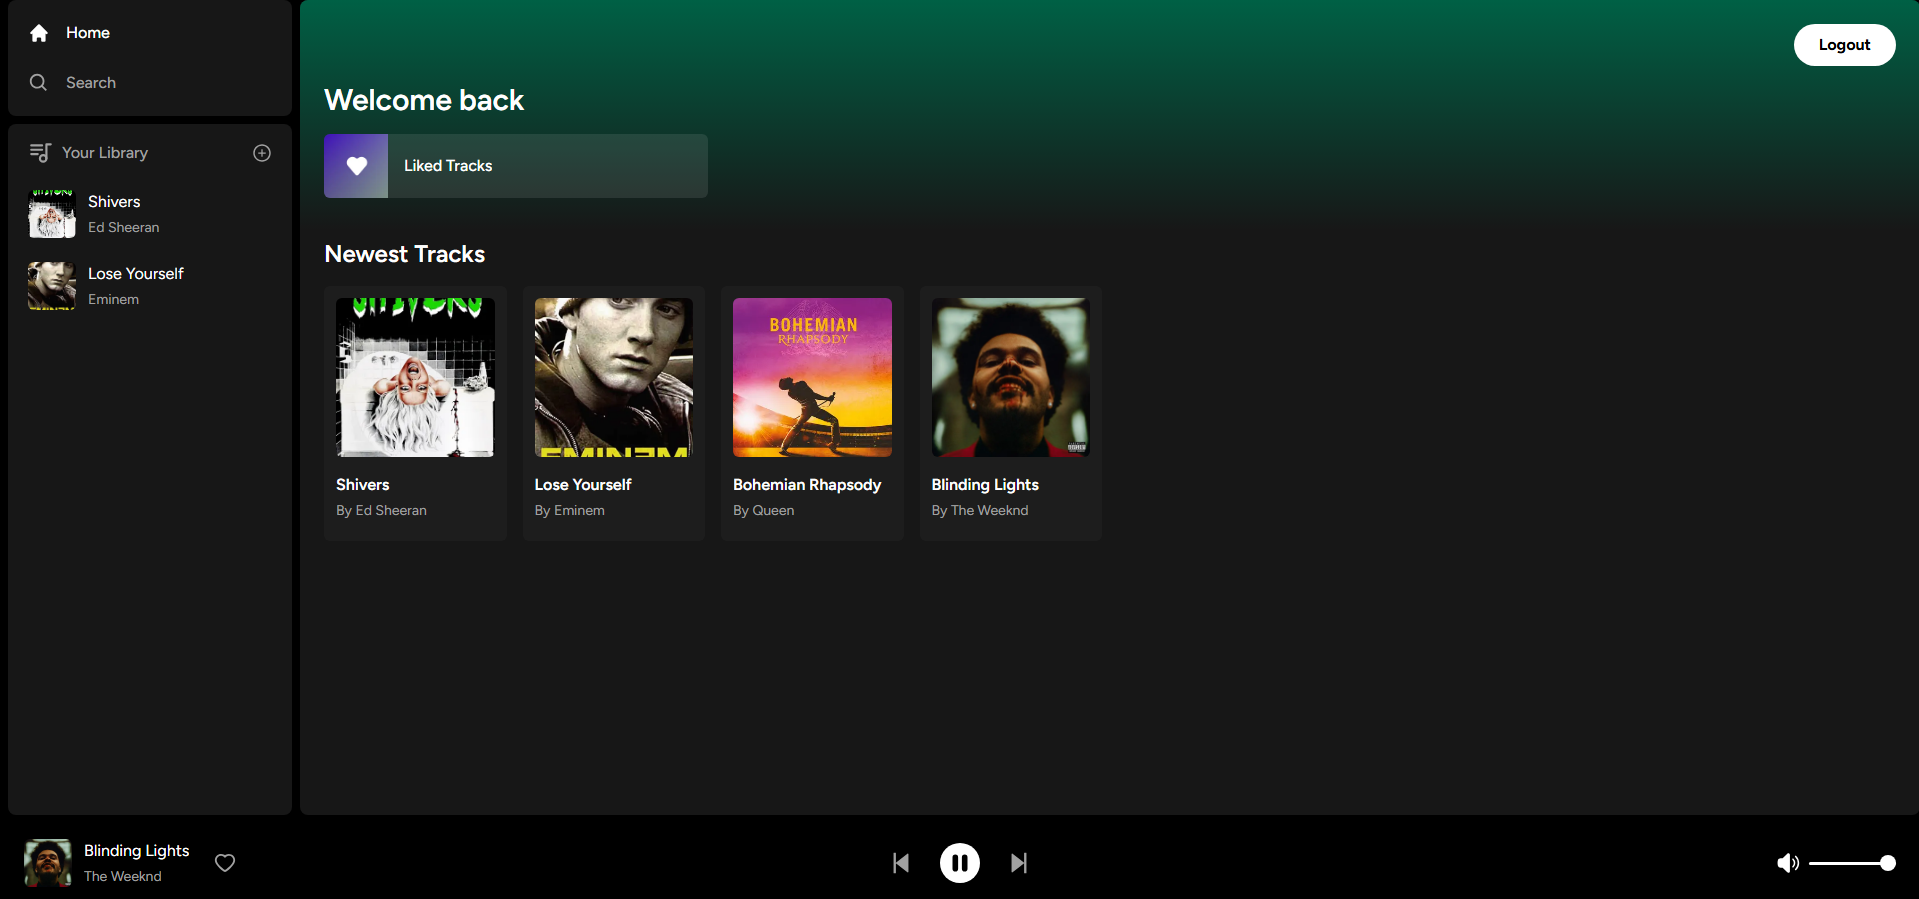 Home
Search
Your Library
Shivers
Ed Sheeran
Lose Yourself
Eminem
Logout
Welcome back
Liked Tracks
Newest Tracks
SHIVERS
Shivers
By Ed Sheeran
EMINEM
Lose Yourself
By Eminem
BOHEMIAN
RHAPSODY
Bohemian Rhapsody
By Queen
Blinding Lights
By The Weeknd
Blinding Lights
The Weeknd